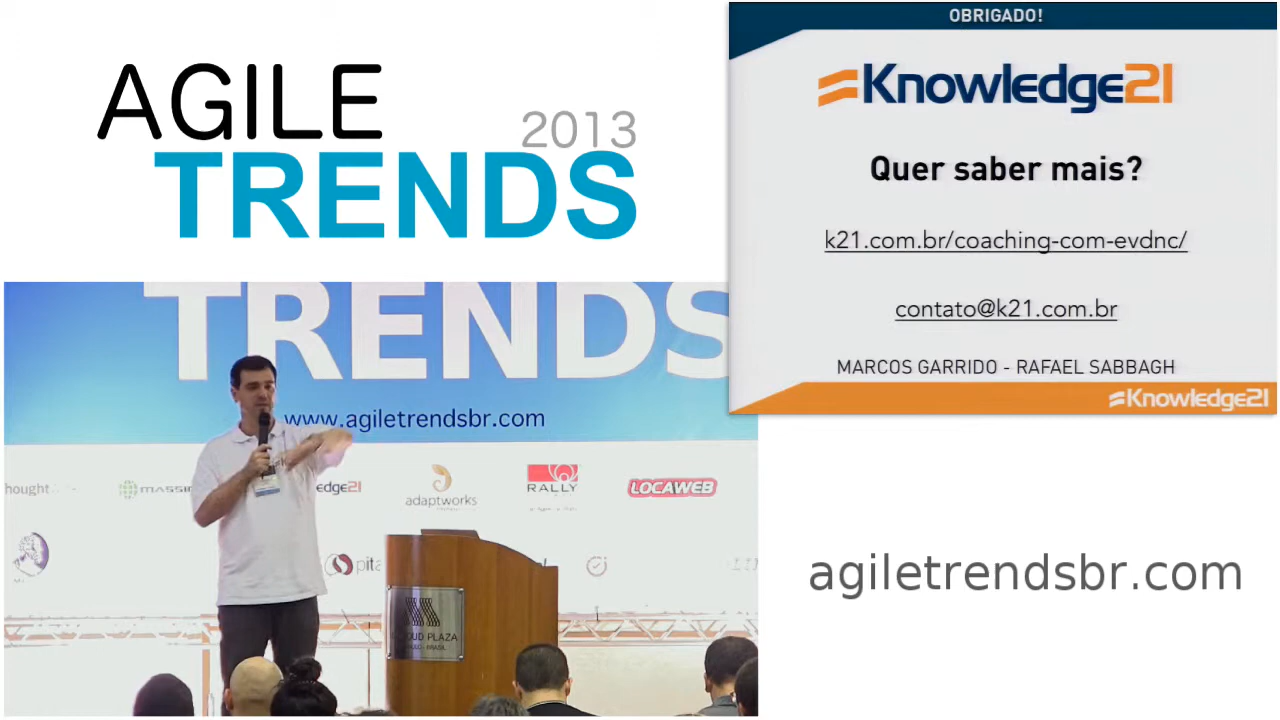 AGILE
2013
TRENDS
OBRIGADO!
Knowledge21
Quer saber mais?
k21.com.br/coaching-com-evdnc/
contato@k21.com.br
MARCOS GARRIDO - RAFAEL SABBAGH
Knowledge21
TRENDS
www.agiletrendsbr.com
adaptworks
RALLY
LOCAWEB
PLAZA
agiletrendsbr.com